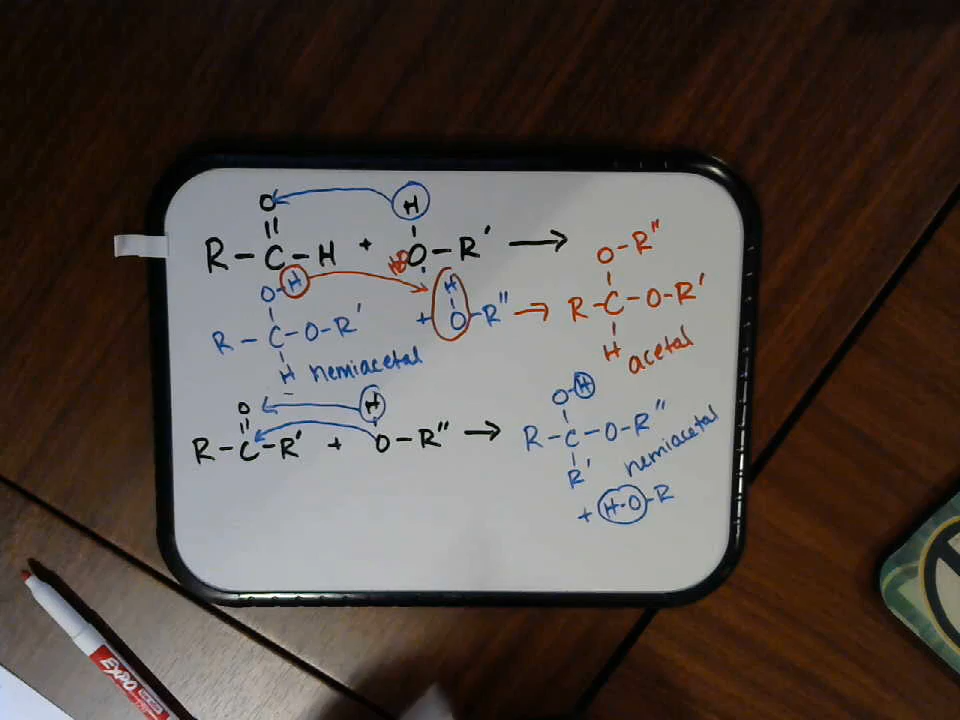 O H
||
R – C – H + O – R' →
O – R''
R – C – O – R'
H
acetal
O – H
R – C – O – R'
H
hemiacetal
H
+ O – R'' →
O H
||
R – C – R' + O – R'' →
O – H
R – C – O – R''
R'
hemiacetal
+ H – O – R
EXPO